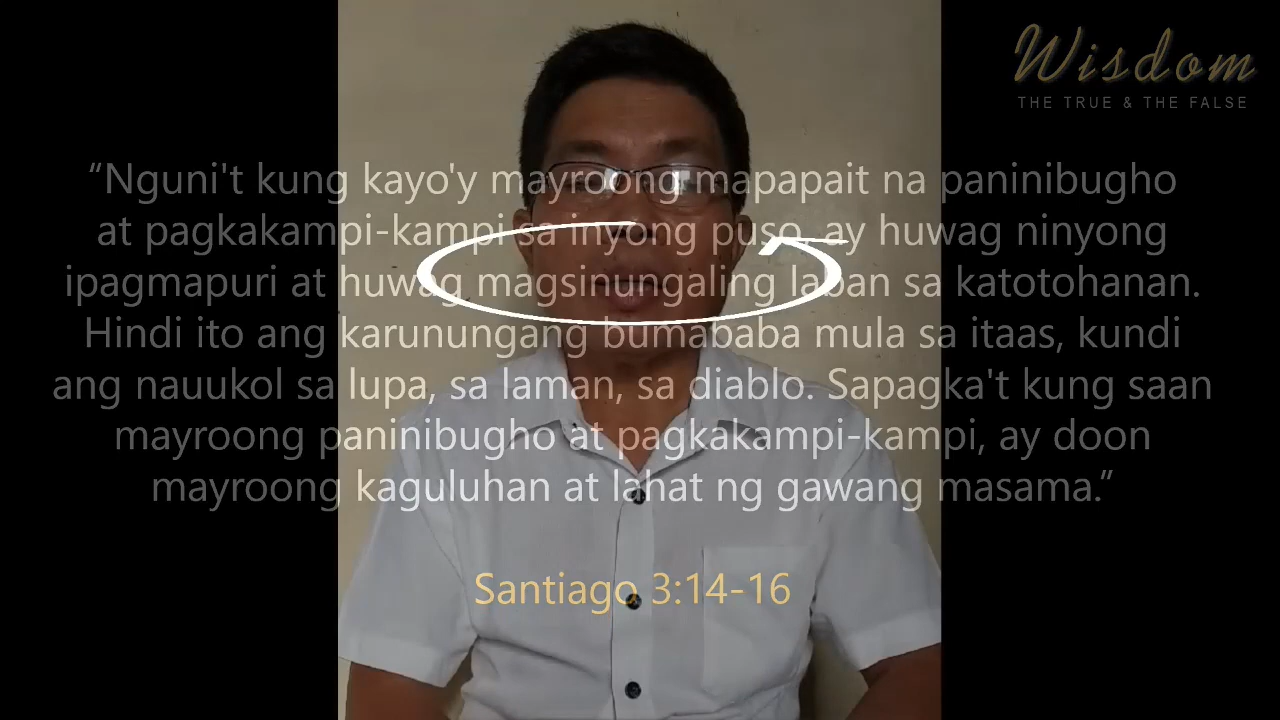 Wisdom
THE TRUE & THE FALSE
“Nguni't kung kayo'y mayroong mapapait na paninibugho
at pagkakampi-kampi sa inyong puso, ay huwag ninyong
ipagmapuri at huwag magsinungaling laban sa katotohanan.
Hindi ito ang karunungang bumababa mula sa itaas, kundi
ang nauukol sa lupa, sa laman, sa diablo. Sapagka't kung saan
mayroong paninibugho at pagkakampi-kampi, ay doon
mayroong kaguluhan at lahat ng gawang masama.”
Santiago 3:14-16